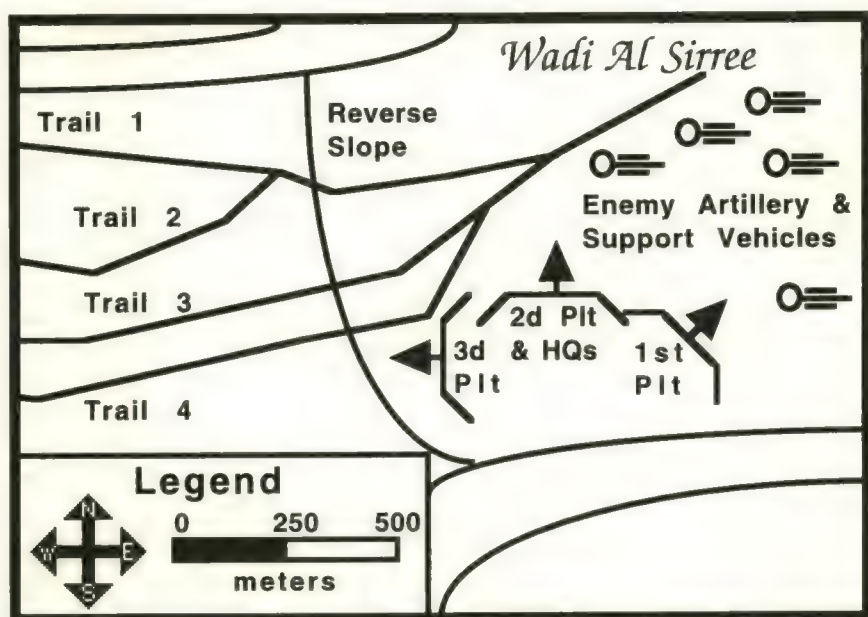 Wadi Al Sirree
Trail 1
Reverse
Slope
Trail 2
Enemy Artillery &
Support Vehicles
Trail 3
2d Plt
& HQs
3d
Plt
1st
Plt
Trail 4
Legend
N
W E
S
0 250 500
meters